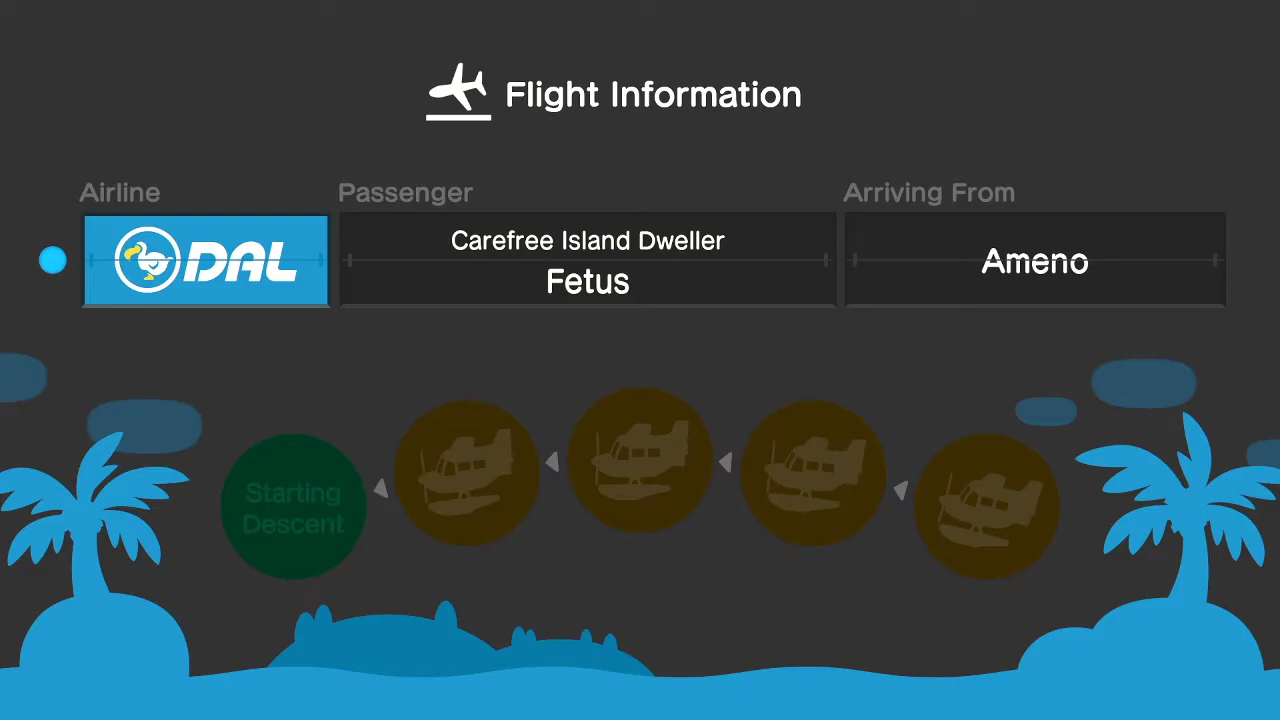 Flight Information
Airline
Passenger
Arriving From
DAL
Carefree Island Dweller
Fetus
Ameno
Starting
Descent